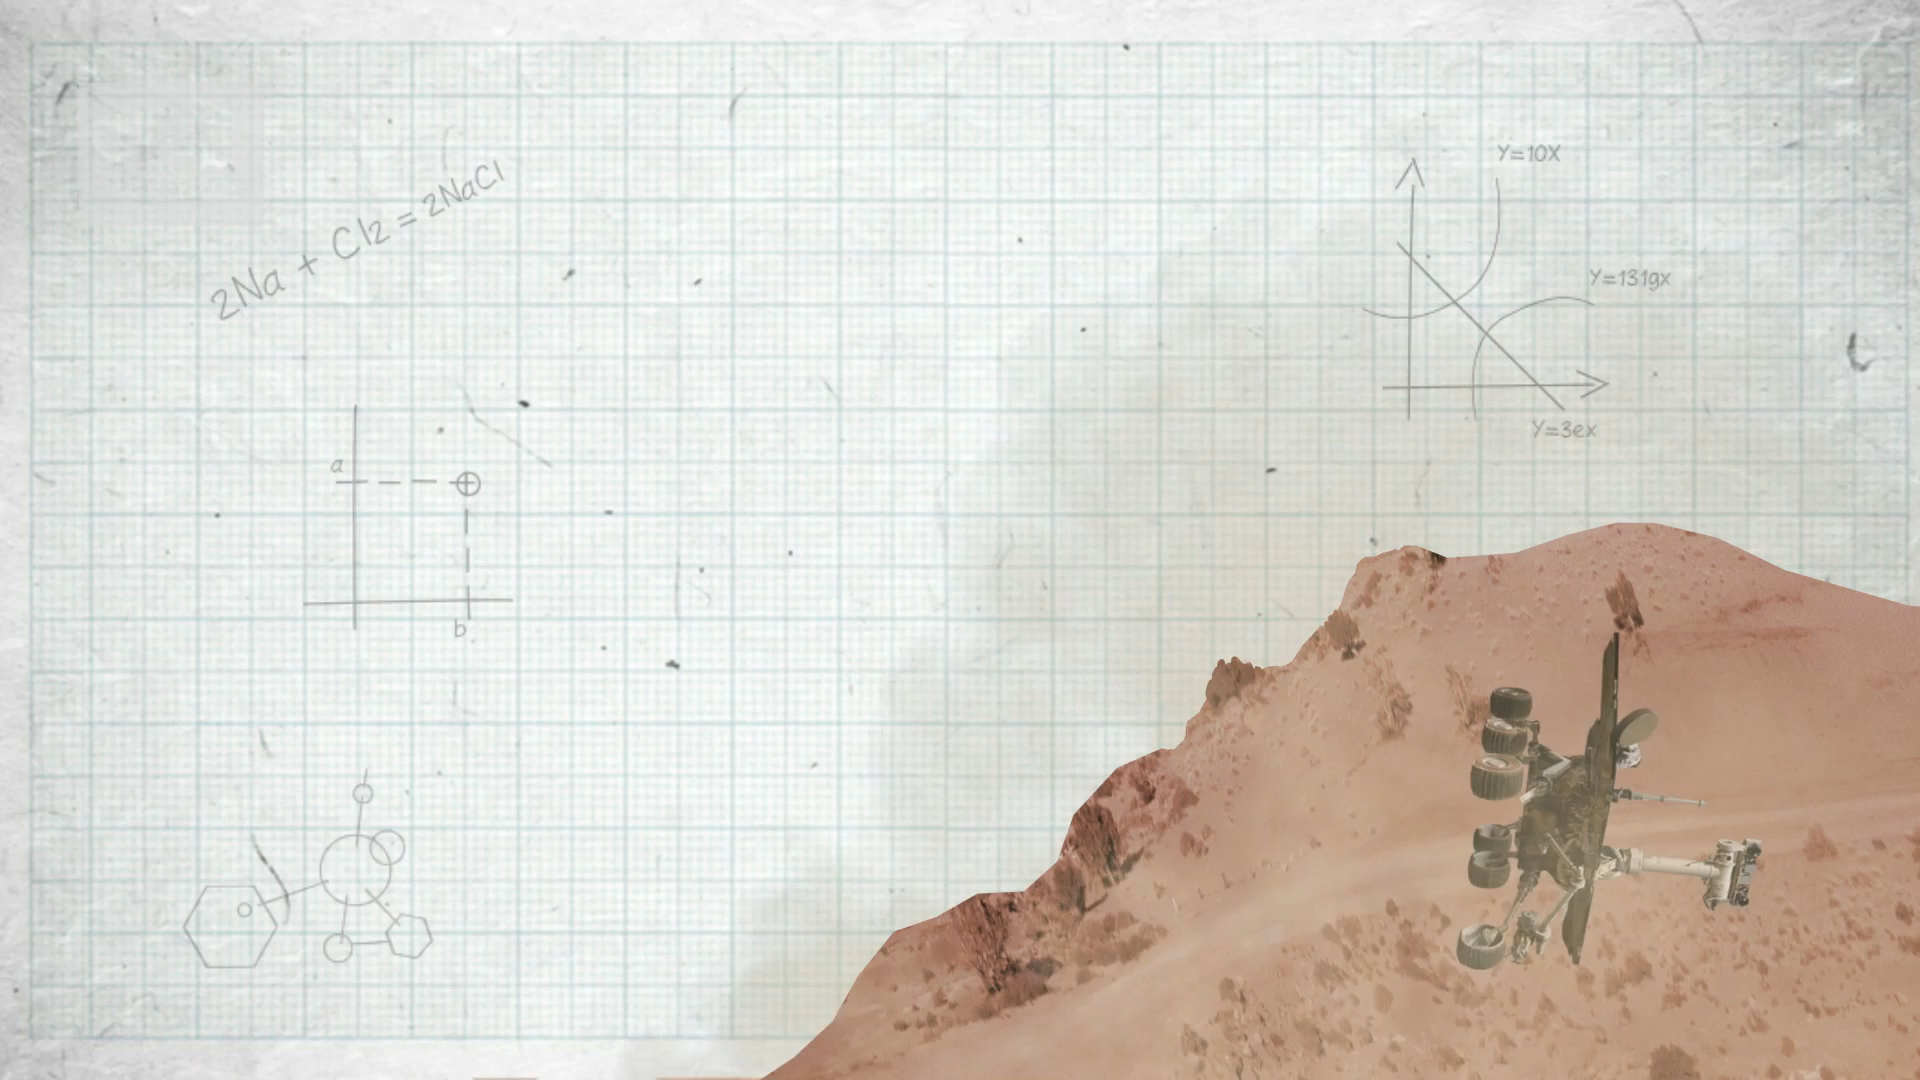 2Na + Cl2 = 2NaCl
Y=10X
Y=131gx
Y=3ex
a
b